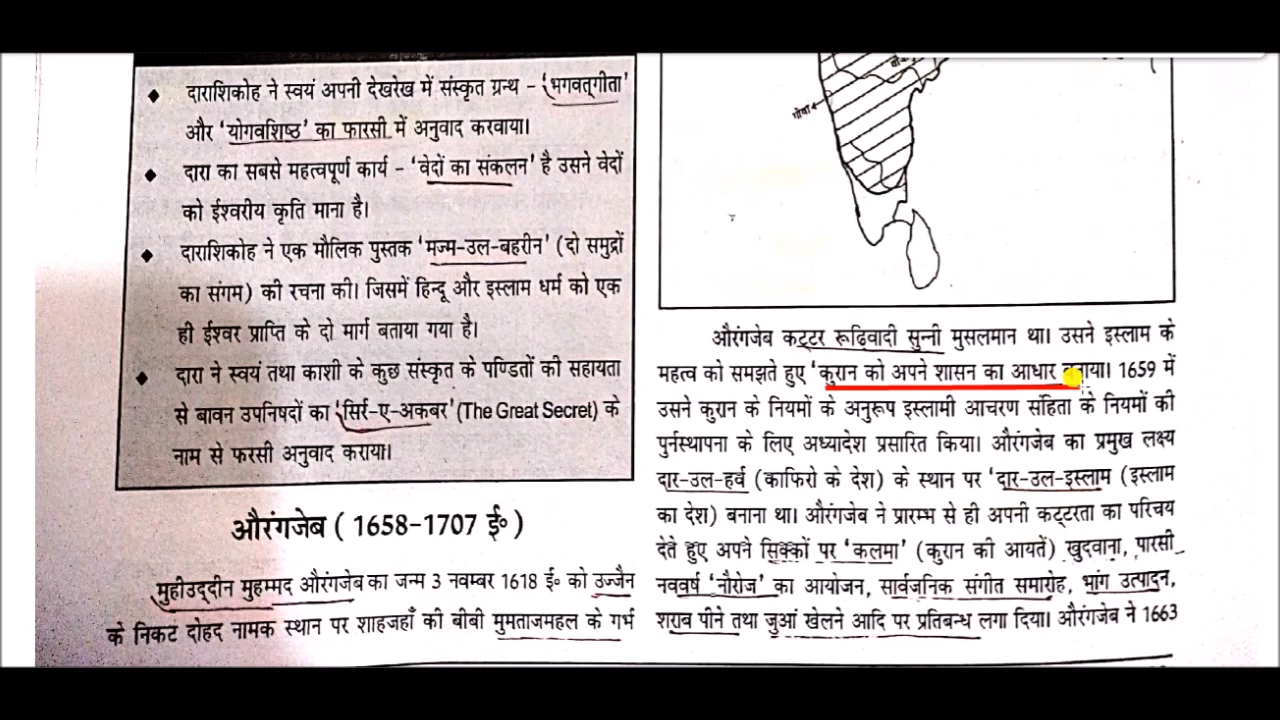 दाराशिकोह ने स्वयं अपनी देखरेख में संस्कृत ग्रन्थ - 'भगवत्गीता'
और 'योगवशिष्ठ' का फारसी में अनुवाद करवाया।
दारा का सबसे महत्वपूर्ण कार्य - 'वेदों का संकलन' है उसने वेदों
को ईश्वरीय कृति माना है।
दाराशिकोह ने एक मौलिक पुस्तक 'मज्म-उल-बहरीन' (दो समुद्रों
का संगम) की रचना की। जिसमें हिन्दू और इस्लाम धर्म को एक
ही ईश्वर प्राप्ति के दो मार्ग बताया गया है।
दारा ने स्वयं तथा काशी के कुछ संस्कृत के पण्डितों की सहायता
से बावन उपनिषदों का 'सिर्र-ए-अकबर' (The Great Secret) के
नाम से फरसी अनुवाद कराया।
औरंगजेब (1658-1707 ई०)
मुहीउद्दीन मुहम्मद औरंगजेब का जन्म 3 नवम्बर 1618 ई० को उज्जैन
के निकट दोहद नामक स्थान पर शाहजहाँ की बीबी मुमताजमहल के गर्भ
गोवा
औरंगजेब कट्टर रूढ़िवादी सुन्नी मुसलमान था। उसने इस्लाम के
महत्व को समझते हुए 'कुरान को अपने शासन का आधार बनाया। 1659 में
उसने कुरान के नियमों के अनुरूप इस्लामी आचरण संहिता के नियमों की
पुर्नस्थापना के लिए अध्यादेश प्रसारित किया। औरंगजेब का प्रमुख लक्ष्य
दार-उल-हर्व (काफिरो के देश) के स्थान पर 'दार-उल-इस्लाम (इस्लाम
का देश) बनाना था। औरंगजेब ने प्रारम्भ से ही अपनी कट्टरता का परिचय
देते हुए अपने सिक्कों पर 'कलमा' (कुरान की आयतें) खुदवाना, पारसी
नववर्ष 'नौरोज' का आयोजन, सार्वजनिक संगीत समारोह, भांग उत्पादन,
शराब पीने तथा जुआं खेलने आदि पर प्रतिबन्ध लगा दिया। औरंगजेब ने 1663